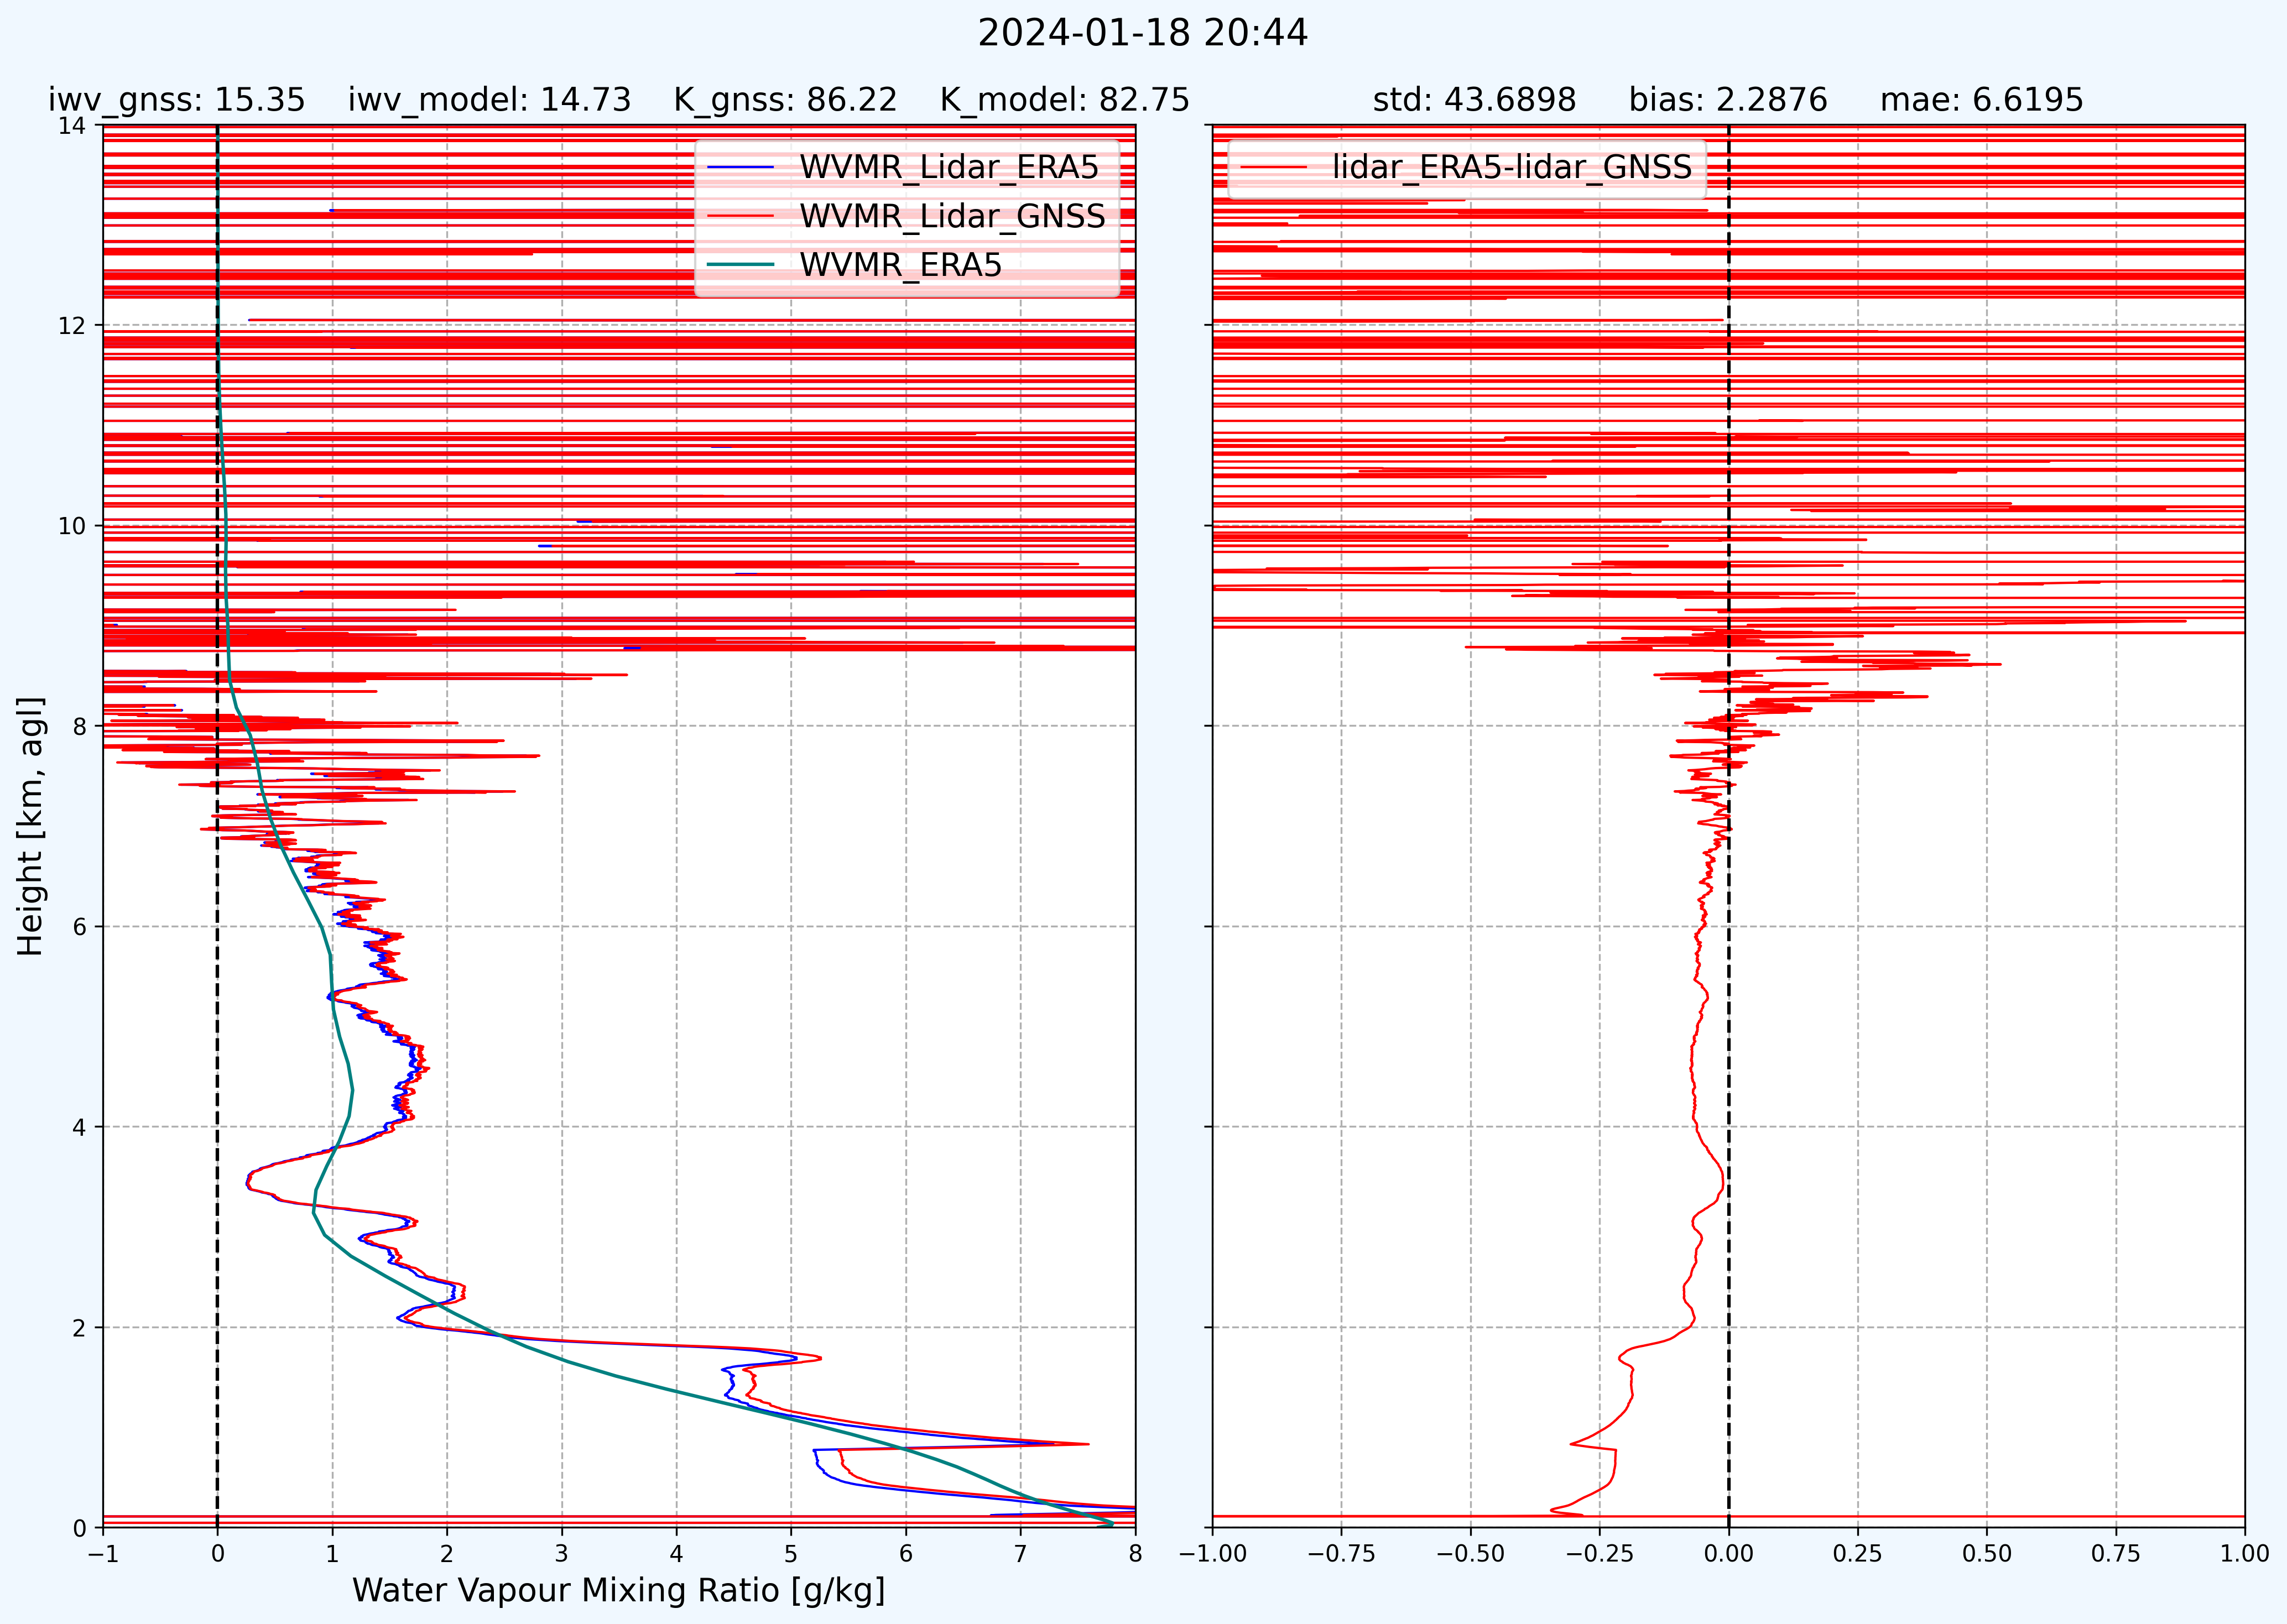 2024-01-18 20:44
iwv_gnss: 15.35 iwv_model: 14.73 K_gnss: 86.22 K_model: 82.75
std: 43.6898 bias: 2.2876 mae: 6.6195
WVMR_Lidar_ERA5
WVMR_Lidar_GNSS
WVMR_ERA5
lidar_ERA5-lidar_GNSS
Height [km, agl]
14
12
10
8
6
4
2
0
−1 0 1 2 3 4 5 6 7 8
−1.00 −0.75 −0.50 −0.25 0.00 0.25 0.50 0.75 1.00
Water Vapour Mixing Ratio [g/kg]